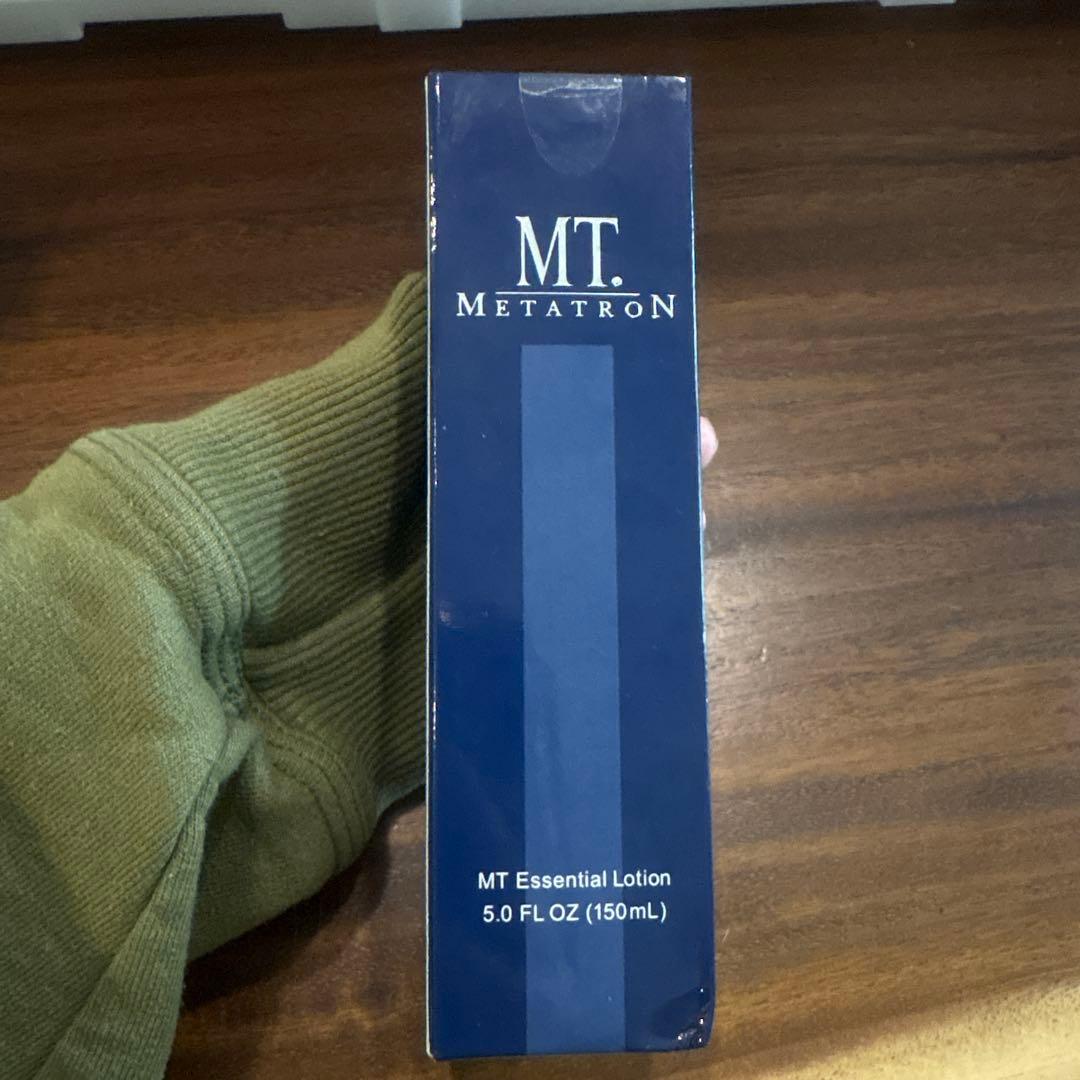 MT.
METATRON
MT Essential Lotion
5.0 FL OZ (150mL)